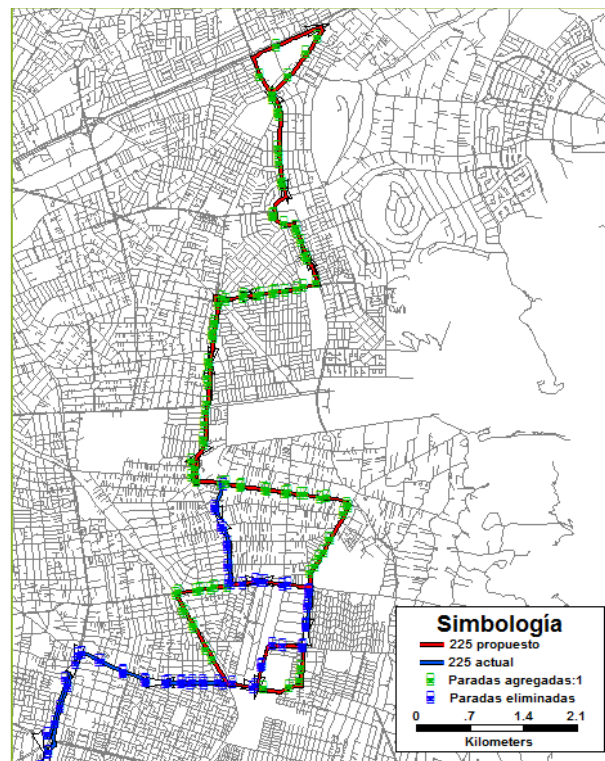 Simbología
225 propuesto
225 actual
Paradas agregadas:1
Paradas eliminadas
0 .7 1.4 2.1
Kilometers